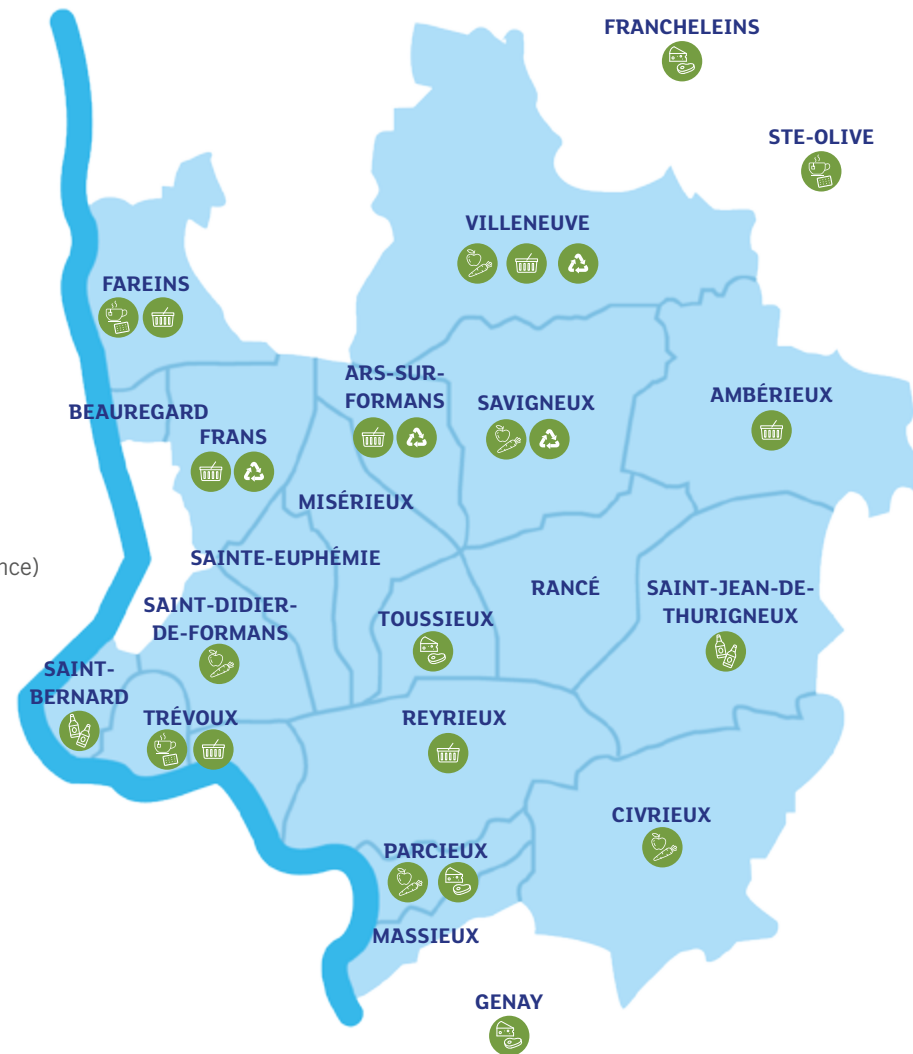 FRANCHELEINS
STE-OLIVE
VILLENEUVE
FAREINS
ARS-SUR-
FORMANS
SAVIGNEUX
AMBÉRIEUX
BEAUREGARD
FRANS
MISÉRIEUX
SAINTE-EUPHÉMIE
nce)
RANCÉ
SAINT-JEAN-DE-
THURIGNEUX
SAINT-DIDIER-
DE-FORMANS
TOUSSIEUX
SAINT-
BERNARD
TRÉVOUX
REYRIEUX
CIVRIEUX
PARCIEUX
MASSIEUX
GENAY